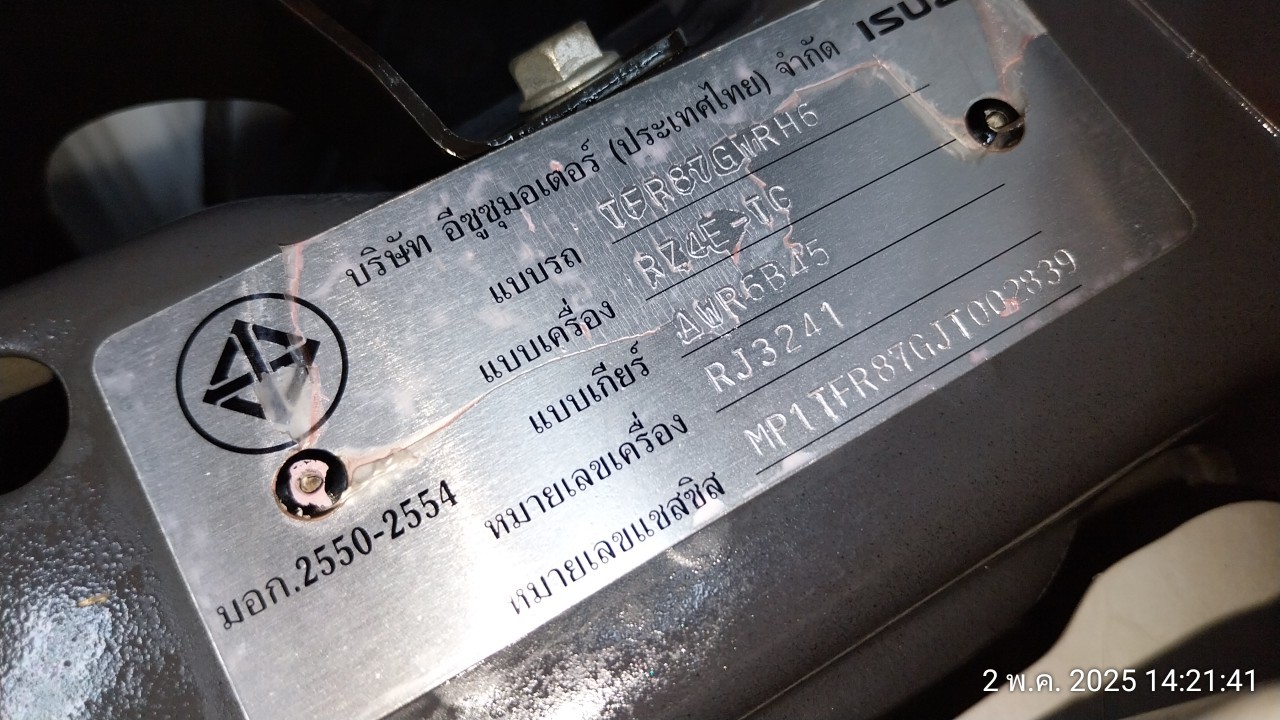 ISUZ
บริษัท อีซูซุมอเตอร์ (ประเทศไทย) จำกัด
แบบรถ TFR87GWRH6
แบบเครื่อง RZ4E-TC
แบบเกียร์ AWR6B45
หมายเลขเครื่อง RJ3241
หมายเลขแชสซิส MP1TFR87GJT002839
มอก.2550-2554
2 พ.ค. 2025 14:21:41